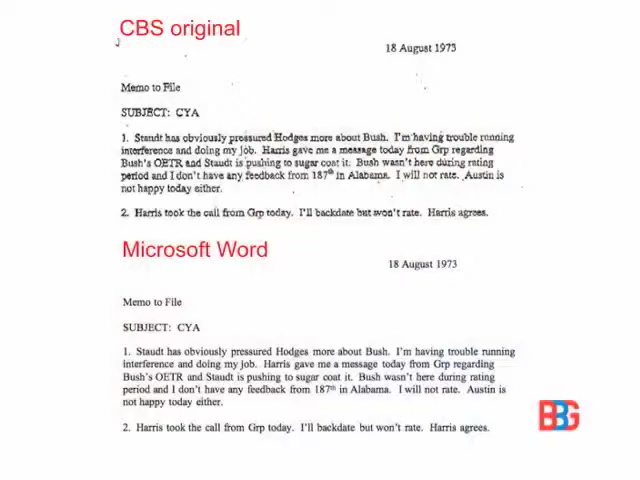 CBS original
18 August 1973
Memo to File
SUBJECT: CYA
1. Staudt has obviously pressured Hodges more about Bush. I'm having trouble running
interference and doing my job. Harris gave me a message today from Grp regarding
Bush's OETR and Staudt is pushing to sugar coat it. Bush wasn't here during rating
period and I don't have any feedback from 187th in Alabama. I will not rate. Austin is
not happy today either.
2. Harris took the call from Grp today. I'll backdate but won't rate. Harris agrees.
Microsoft Word
18 August 1973
Memo to File
SUBJECT: CYA
1. Staudt has obviously pressured Hodges more about Bush. I'm having trouble running
interference and doing my job. Harris gave me a message today from Grp regarding
Bush's OETR and Staudt is pushing to sugar coat it. Bush wasn't here during rating
period and I don't have any feedback from 187th in Alabama. I will not rate. Austin is
not happy today either.
2. Harris took the call from Grp today. I'll backdate but won't rate. Harris agrees.
BBG